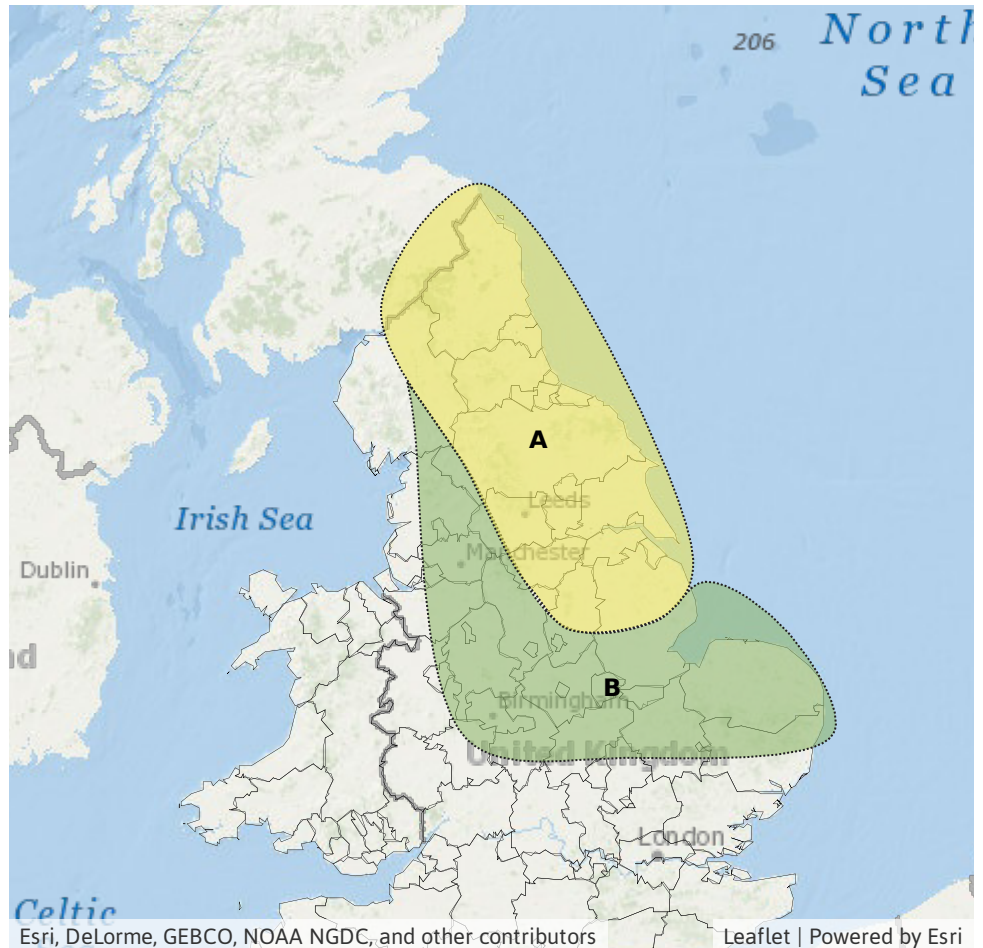 206
North
Sea
A
Leeds
Irish Sea
Manchester
Dublin
nd
B
Birmingham
United Kingdom
London
Celtic
Esri, DeLorme, GEBCO, NOAA NGDC, and other contributors
Leaflet | Powered by Esri